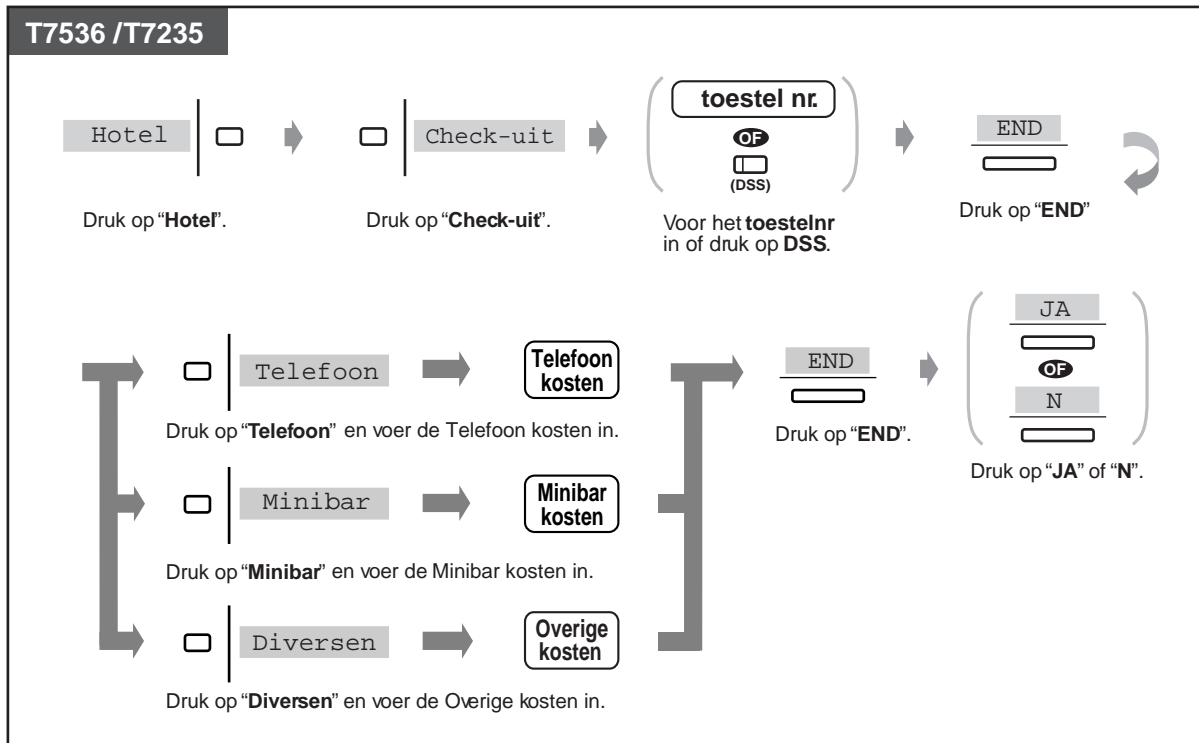 T7536 /T7235
Hotel
Check-uit
toestel nr.
OF
(DSS)
END
Druk op “Hotel”.
Druk op “Check-uit”.
Voor het toestelnr
in of druk op DSS.
Druk op “END”
Telefoon
Telefoon
kosten
Druk op “Telefoon” en voer de Telefoon kosten in.
Minibar
Minibar
kosten
Druk op “Minibar” en voer de Minibar kosten in.
Diversen
Overige
kosten
Druk op “Diversen” en voer de Overige kosten in.
END
Druk op “END”.
JA
OF
N
Druk op “JA” of “N”.